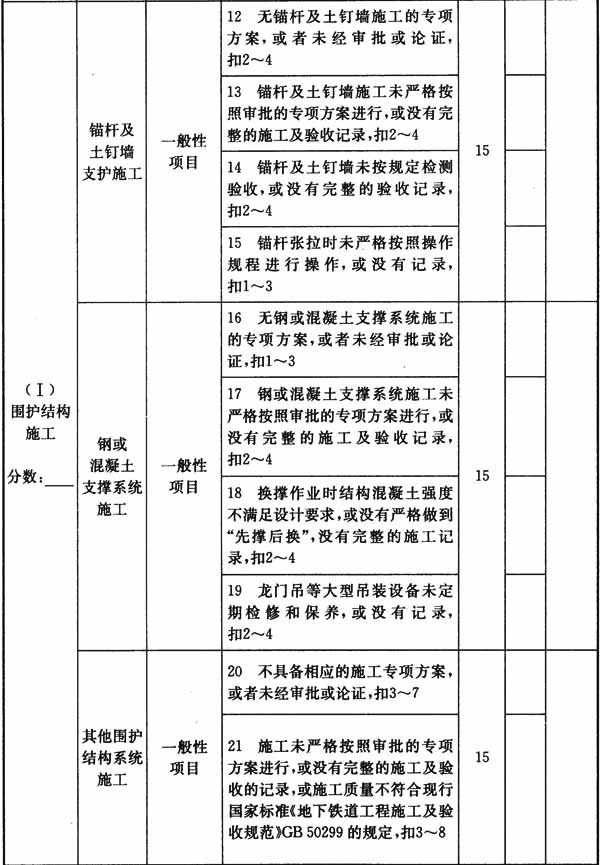 (Ⅰ)
围护结构
施工
分数:____
锚杆及
土钉墙
支护施工
一般性
项目
12 无锚杆及土钉墙施工的专项
方案,或者未经审批或论证,
扣2～4
13 锚杆及土钉墙施工未严格按
照审批的专项方案进行,或没有完
整的施工及验收记录,扣2～4
14 锚杆及土钉墙未按规定检测
验收,或没有完整的验收记录,
扣2～4
15 锚杆张拉时未严格按照操作
规程进行操作,或没有记录,
扣1～3
15
钢或
混凝土
支撑系统
施工
一般性
项目
16 无钢或混凝土支撑系统施工
的专项方案,或者未经审批或论
证,扣1～3
17 钢或混凝土支撑系统施工未
严格按照审批的专项方案进行,或
没有完整的施工及验收记录,
扣2～4
18 换撑作业时结构混凝土强度
不满足设计要求,或没有严格做到
“先撑后换”,没有完整的施工记
录,扣2～4
19 龙门吊等大型吊装设备未定
期检修和保养,或没有记录,
扣2～4
15
其他围护
结构系统
施工
一般性
项目
20 不具备相应的施工专项方案,
或者未经审批或论证,扣3～7
21 施工未严格按照审批的专项
方案进行,或没有完整的施工及验
收的记录,或施工质量不符合现行
国家标准《地下铁道工程施工及验
收规范》GB 50299的规定,扣3～8
15